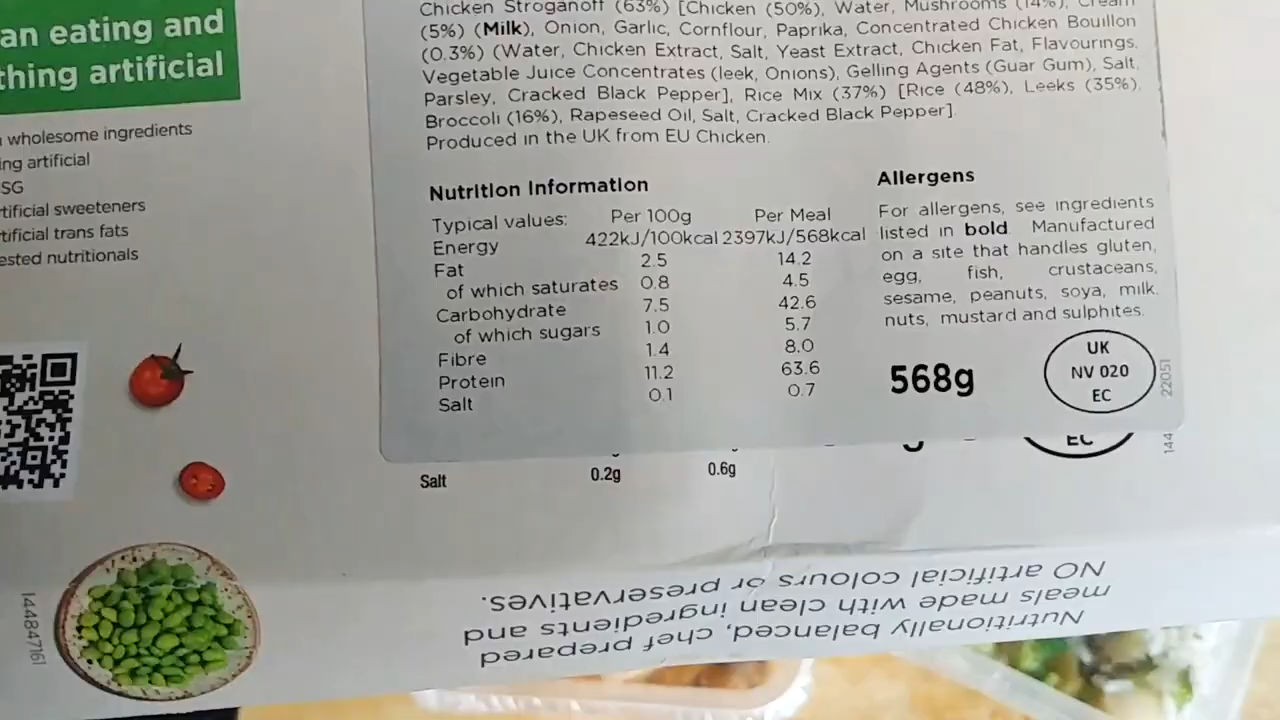 an eating and
thing artificial
wholesome ingredients
ing artificial
SG
tificial sweeteners
tificial trans fats
ested nutritionals
144847161
Chicken Stroganoff (63%) [Chicken (50%), Water, Mushrooms (14%), Cream
(5%) (Milk), Onion, Garlic, Cornflour, Paprika, Concentrated Chicken Bouillon
(0.3%) (Water, Chicken Extract, Salt, Yeast Extract, Chicken Fat, Flavourings,
Vegetable Juice Concentrates (leek, Onions), Gelling Agents (Guar Gum), Salt,
Parsley, Cracked Black Pepper], Rice Mix (37%) [Rice (48%), Leeks (35%),
Broccoli (16%), Rapeseed Oil, Salt, Cracked Black Pepper].
Produced in the UK from EU Chicken.
Nutrition Information
Typical values: Per 100g Per Meal
Energy 422kJ/100kcal 2397kJ/568kcal
Fat 2.5 14.2
of which saturates 0.8 4.5
Carbohydrate 7.5 42.6
of which sugars 1.0 5.7
Fibre 1.4 8.0
Protein 11.2 63.6
Salt 0.1 0.7
Allergens
For allergens, see ingredients
listed in bold. Manufactured
on a site that handles gluten,
egg, fish, crustaceans,
sesame, peanuts, soya, milk,
nuts, mustard and sulphites.
568g
UK
NV 020
EC
22051
EC
144
Salt 0.2g 0.6g
Nutritionally balanced, chef prepared
meals made with clean ingredients and
NO artificial colours or preservatives.